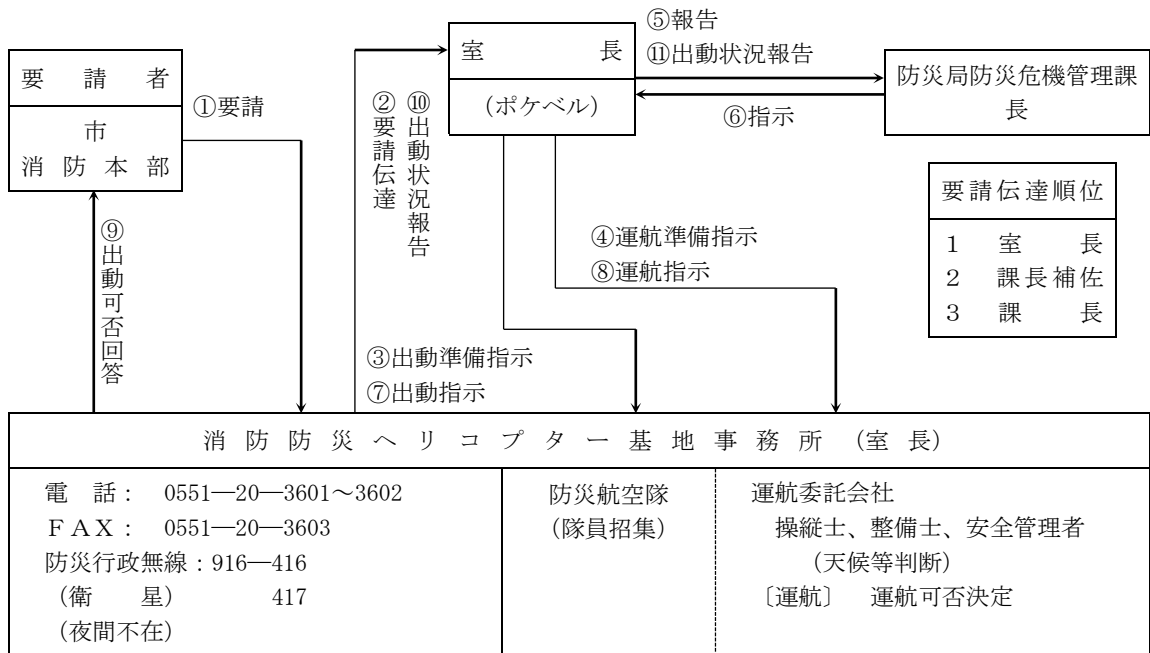 要請者
市
消防本部
①要請
⑨出動可否回答
②要請伝達
⑩出動状況報告
室長
(ポケベル)
⑤報告
⑪出動状況報告
⑥指示
防災局防災危機管理課
長
要請伝達順位
1 室長
2 課長補佐
3 課長
④運航準備指示
⑧運航指示
③出動準備指示
⑦出動指示
消防防災ヘリコプター基地事務所(室長)
電話: 0551―20―3601～3602
FAX: 0551―20―3603
防災行政無線:916―416
(衛星) 417
(夜間不在)
防災航空隊
(隊員招集)
運航委託会社
操縦士、整備士、安全管理者
(天候等判断)
〔運航〕 運航可否決定